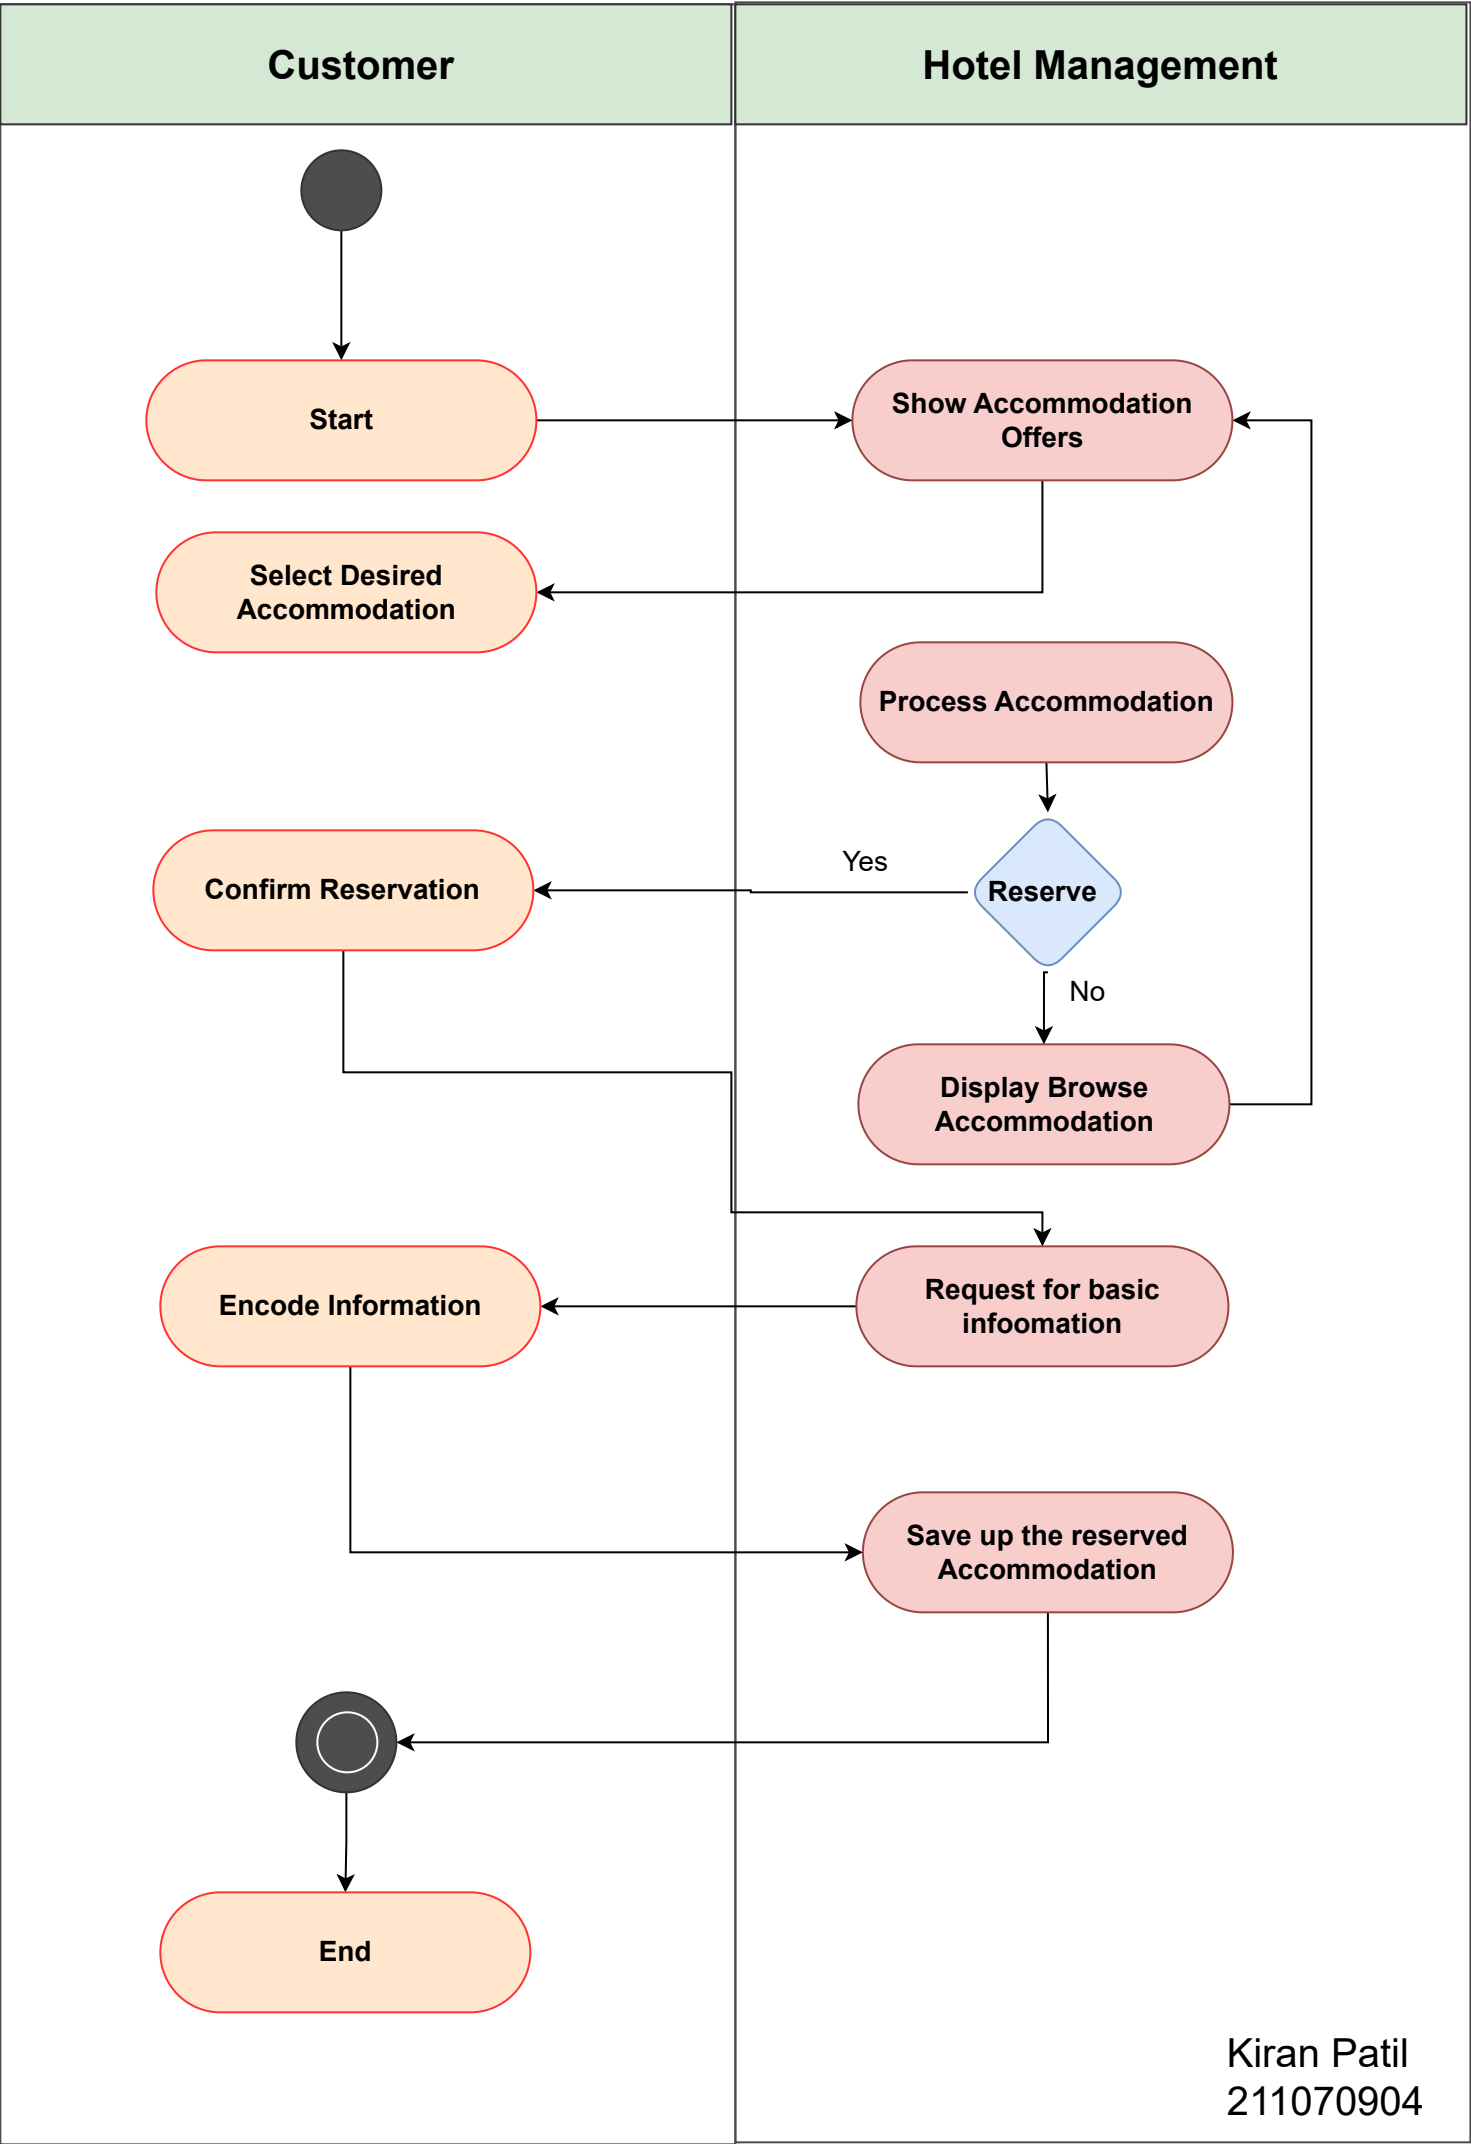 Customer
Hotel Management
Start
Show Accommodation
Offers
Select Desired
Accommodation
Process Accommodation
Confirm Reservation
Yes
Reserve
No
Display Browse
Accommodation
Encode Information
Request for basic
infoomation
Save up the reserved
Accommodation
End
Kiran Patil
211070904